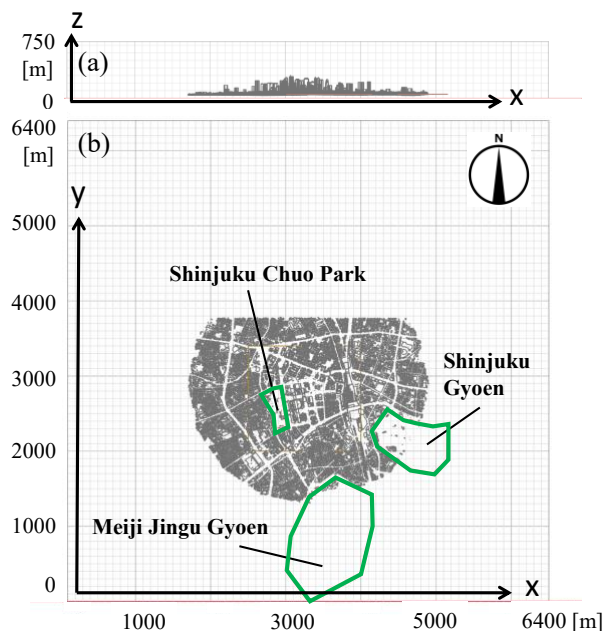 z
750
[m]
(a)
0
x
6400
[m]
(b)
N
y
5000
Shinjuku Chuo Park
4000
Shinjuku
Gyoen
3000
2000
1000
Meiji Jingu Gyoen
0
x
1000 3000 5000 6400 [m]